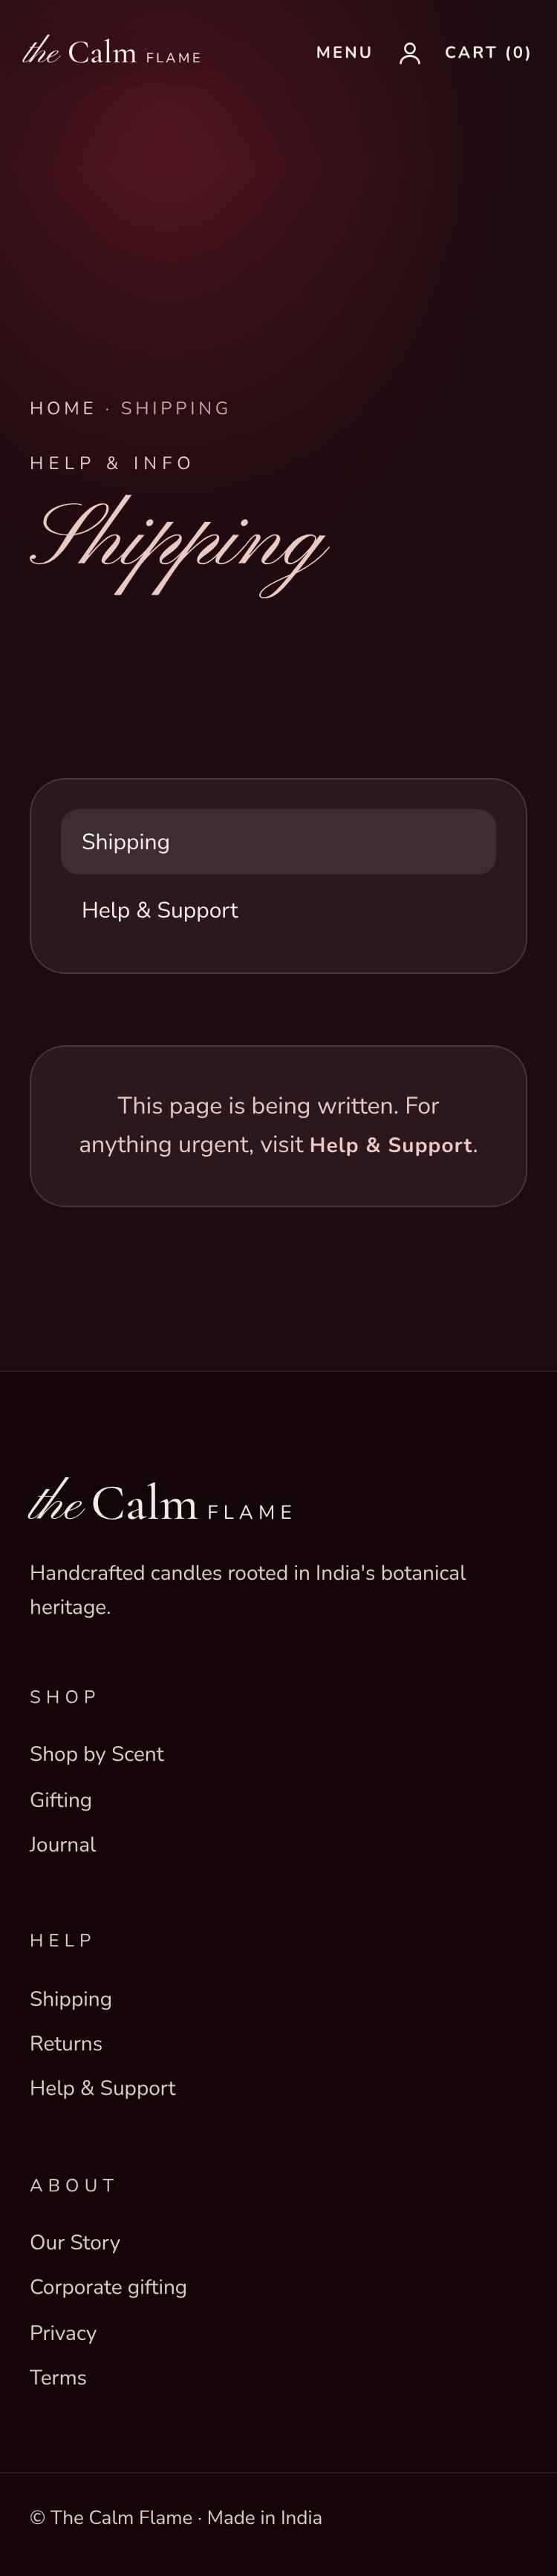 the Calm FLAME MENU CART (0)
HOME · SHIPPING
HELP & INFO
Shipping
Shipping
Help & Support
This page is being written. For
anything urgent, visit Help & Support.
the Calm FLAME
Handcrafted candles rooted in India's botanical
heritage.
SHOP
Shop by Scent
Gifting
Journal
HELP
Shipping
Returns
Help & Support
ABOUT
Our Story
Corporate gifting
Privacy
Terms
© The Calm Flame · Made in India